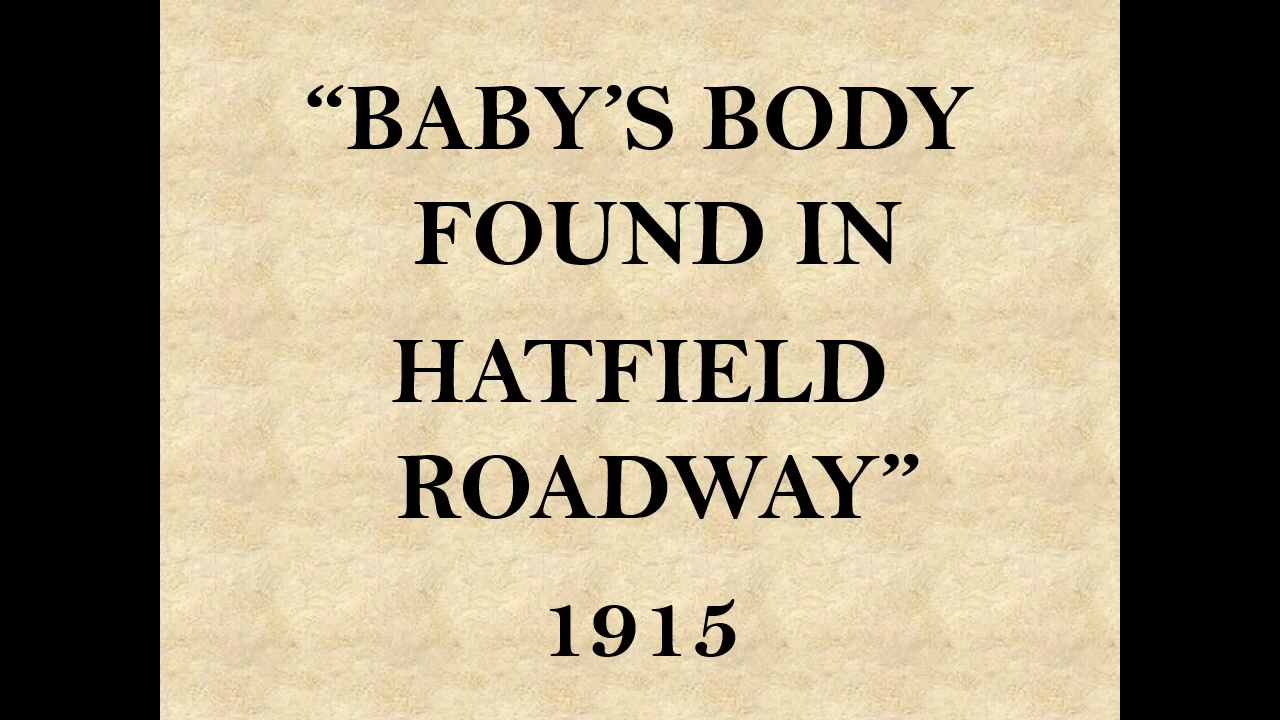 “BABY’S BODY
FOUND IN
HATFIELD
ROADWAY”
1915